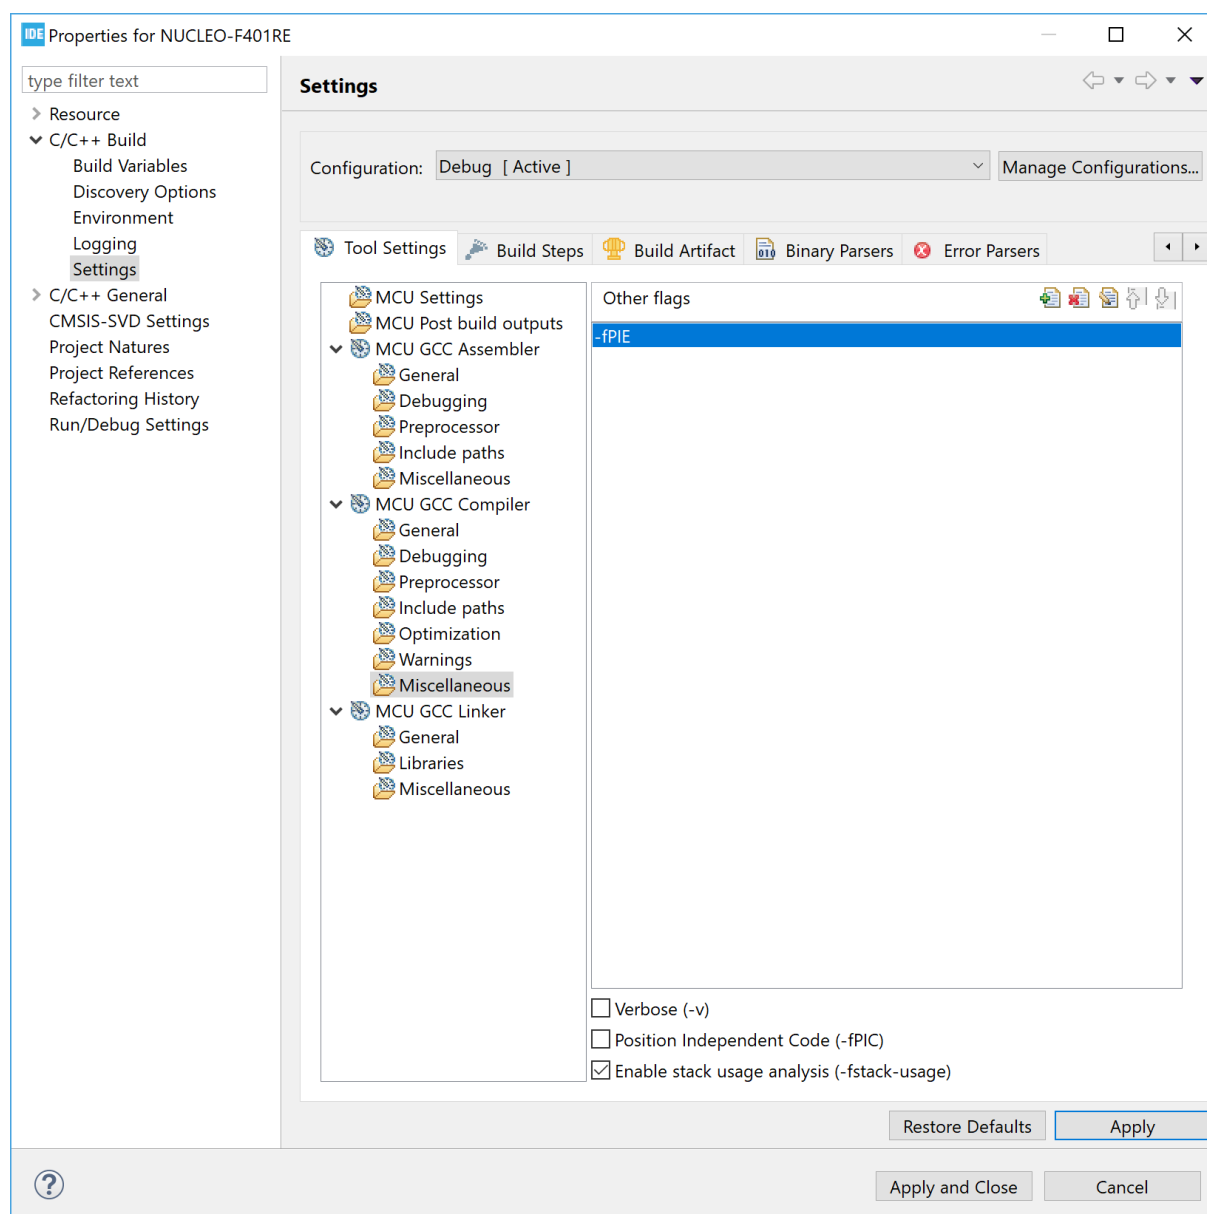 IDE Properties for NUCLEO-F401RE
type filter text
Resource
C/C++ Build
Build Variables
Discovery Options
Environment
Logging
Settings
C/C++ General
CMSIS-SVD Settings
Project Natures
Project References
Refactoring History
Run/Debug Settings
Settings
Configuration: Debug [ Active ] Manage Configurations...
Tool Settings Build Steps Build Artifact 010 Binary Parsers Error Parsers
MCU Settings
MCU Post build outputs
MCU GCC Assembler
General
Debugging
Preprocessor
Include paths
Miscellaneous
MCU GCC Compiler
General
Debugging
Preprocessor
Include paths
Optimization
Warnings
Miscellaneous
MCU GCC Linker
General
Libraries
Miscellaneous
Other flags
-fPIE
Verbose (-v)
Position Independent Code (-fPIC)
Enable stack usage analysis (-fstack-usage)
Restore Defaults Apply
? Apply and Close Cancel